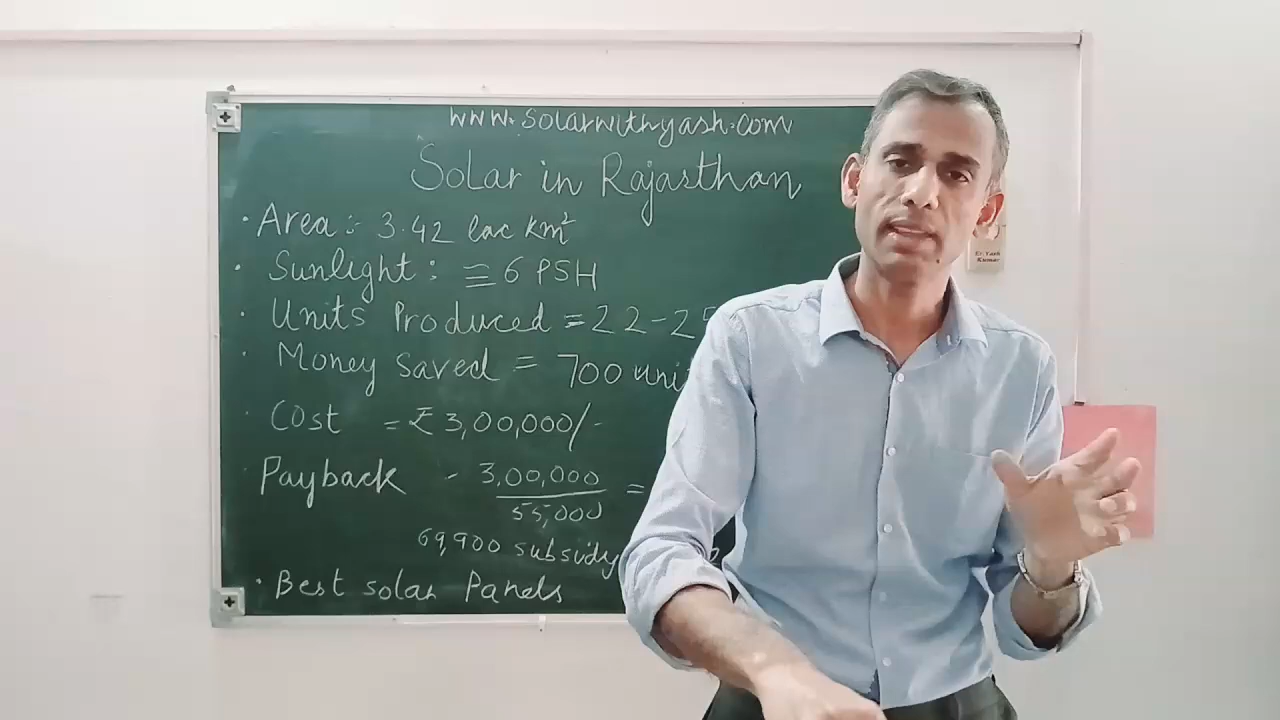 www.solarwithyash.com
Solar in Rajasthan
• Area :- 3.42 lac km²
• Sunlight : ≅ 6 PSH
• Units Produced = 22-25
• Money saved = 700 unit
• Cost = ₹ 3,00,000/-
Payback - 3,00,000 =
55,000
69,900 subsidy
• Best solar Panels
Er.Yash
Kumar